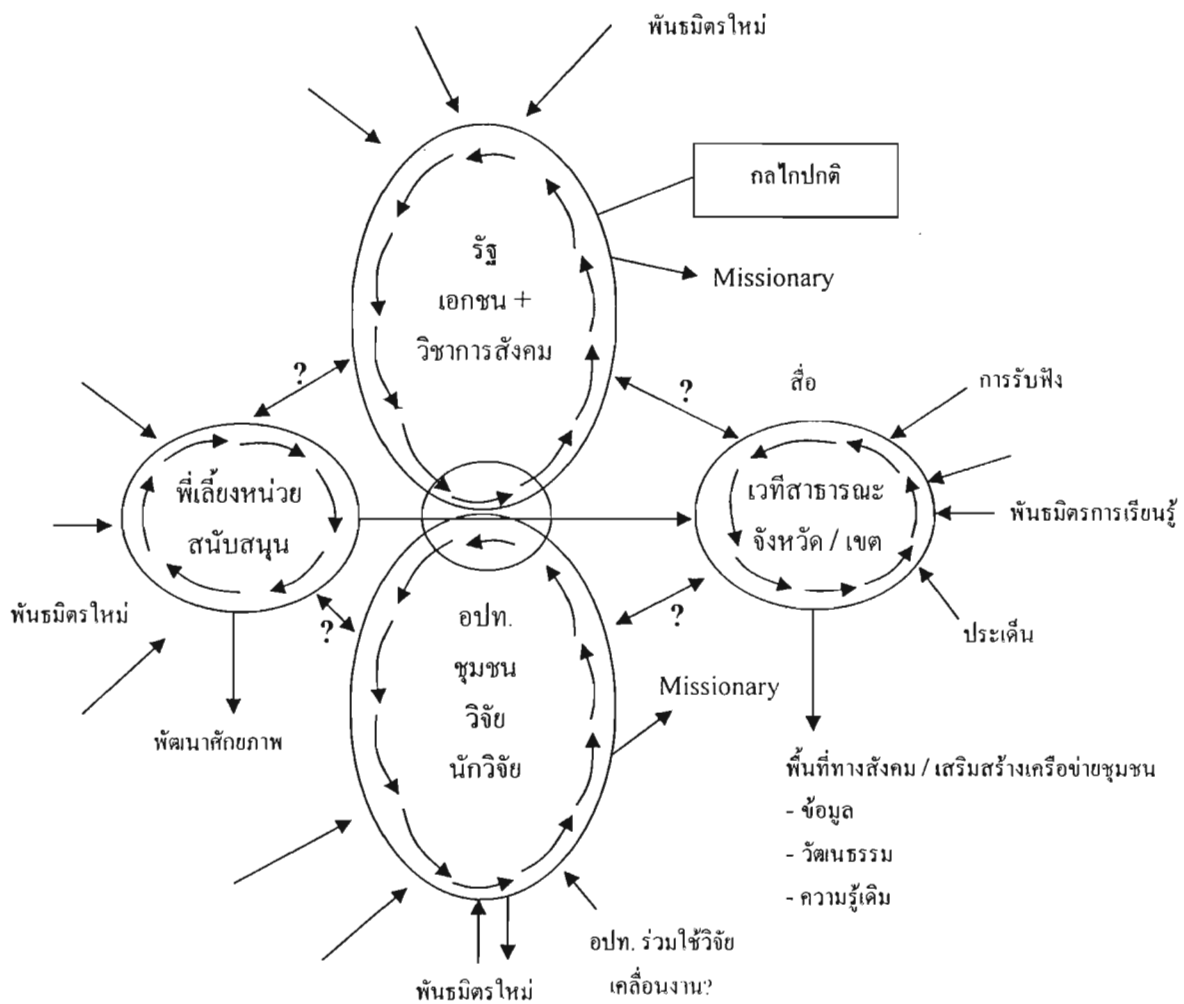 พันธมิตรใหม่
กลไกปกติ
รัฐ
เอกชน +
วิชาการสังคม
Missionary
?
?
สื่อ
การรับฟัง
พี่เลี้ยงหน่วย
สนับสนุน
เวทีสาธารณะ
จังหวัด / เขต
พันธมิตรการเรียนรู้
พันธมิตรใหม่
?
?
ประเด็น
อปท.
ชุมชน
วิจัย
นักวิจัย
Missionary
พัฒนาศักยภาพ
พื้นที่ทางสังคม / เสริมสร้างเครือข่ายชุมชน
- ข้อมูล
- วัฒนธรรม
- ความรู้เดิม
อปท. ร่วมใช้วิจัย
เคลื่อนงาน?
พันธมิตรใหม่